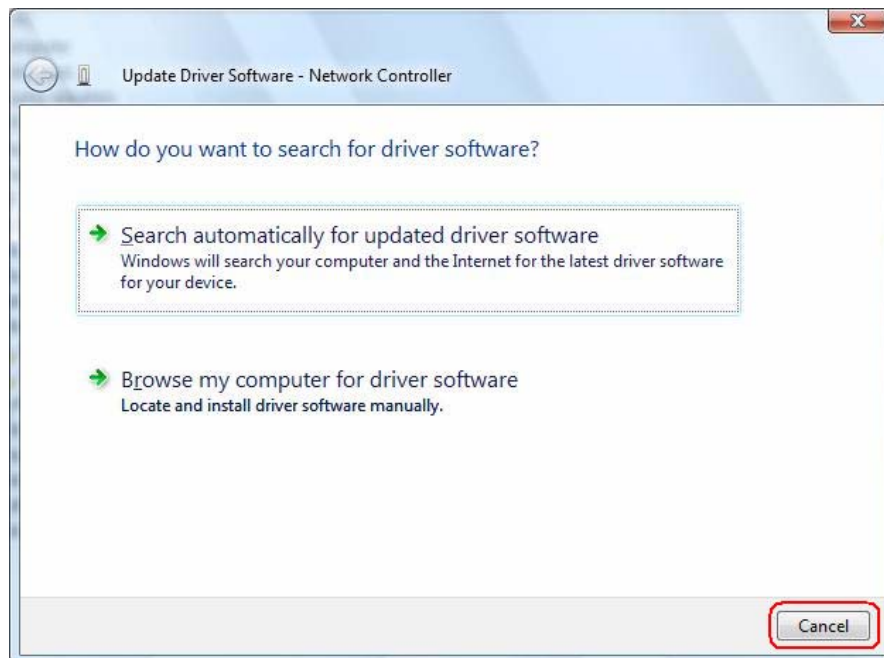 Update Driver Software - Network Controller
How do you want to search for driver software?
Search automatically for updated driver software
Windows will search your computer and the Internet for the latest driver software
for your device.
Browse my computer for driver software
Locate and install driver software manually.
Cancel